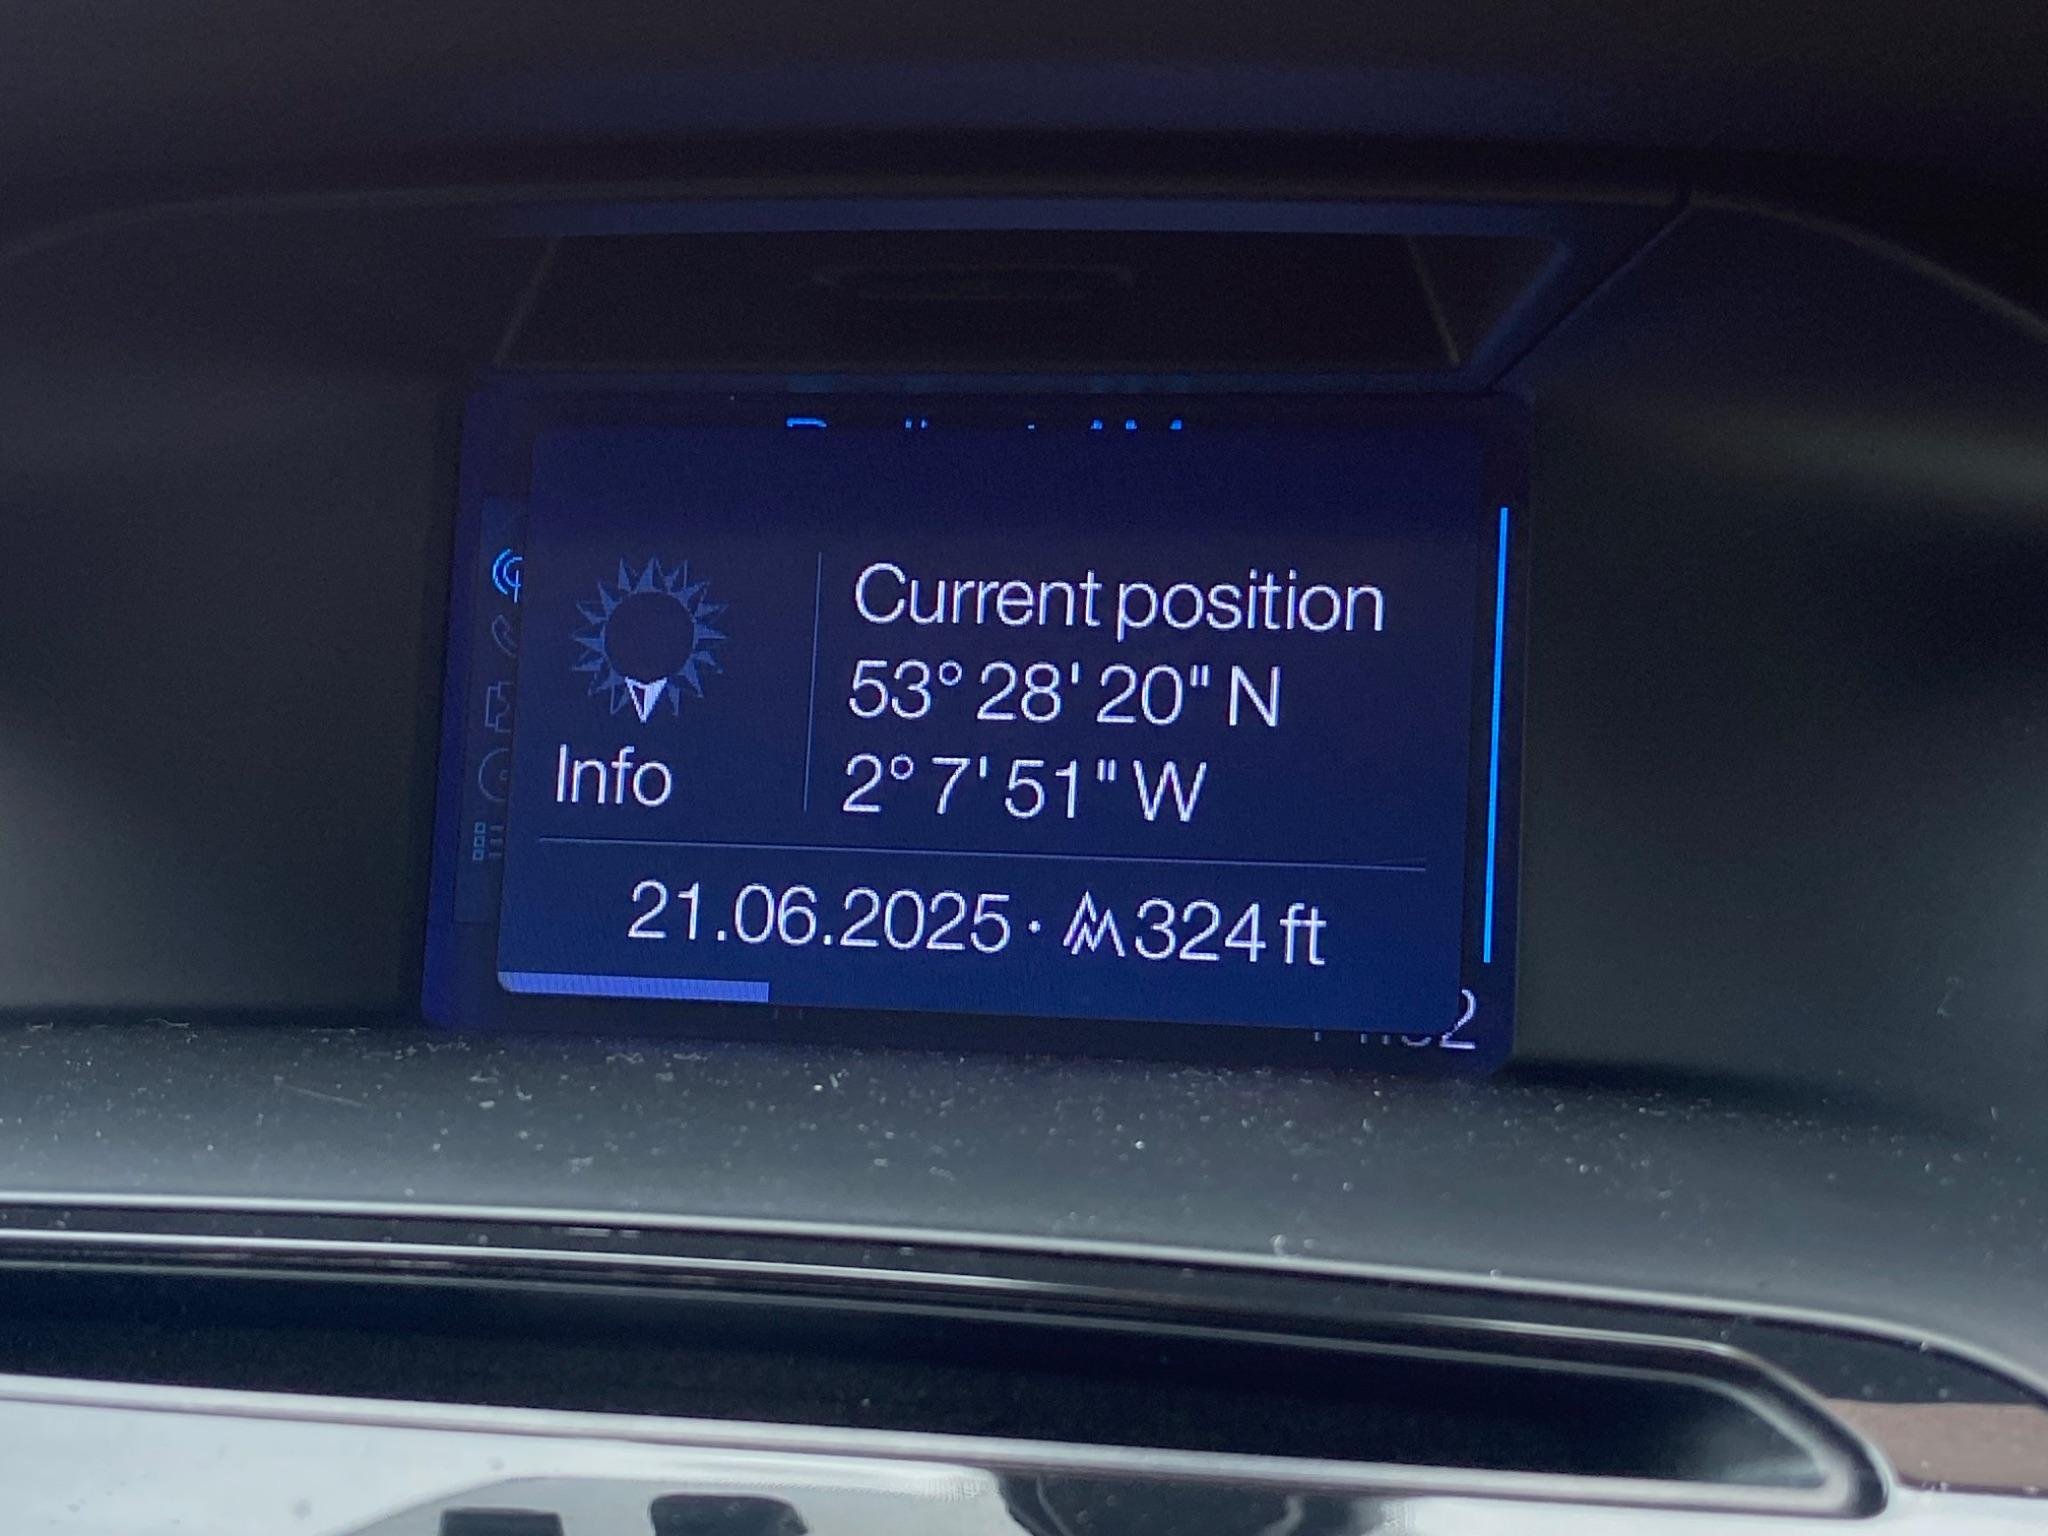 Current position
53° 28' 20" N
2° 7' 51" W
Info
21.06.2025 · 324 ft